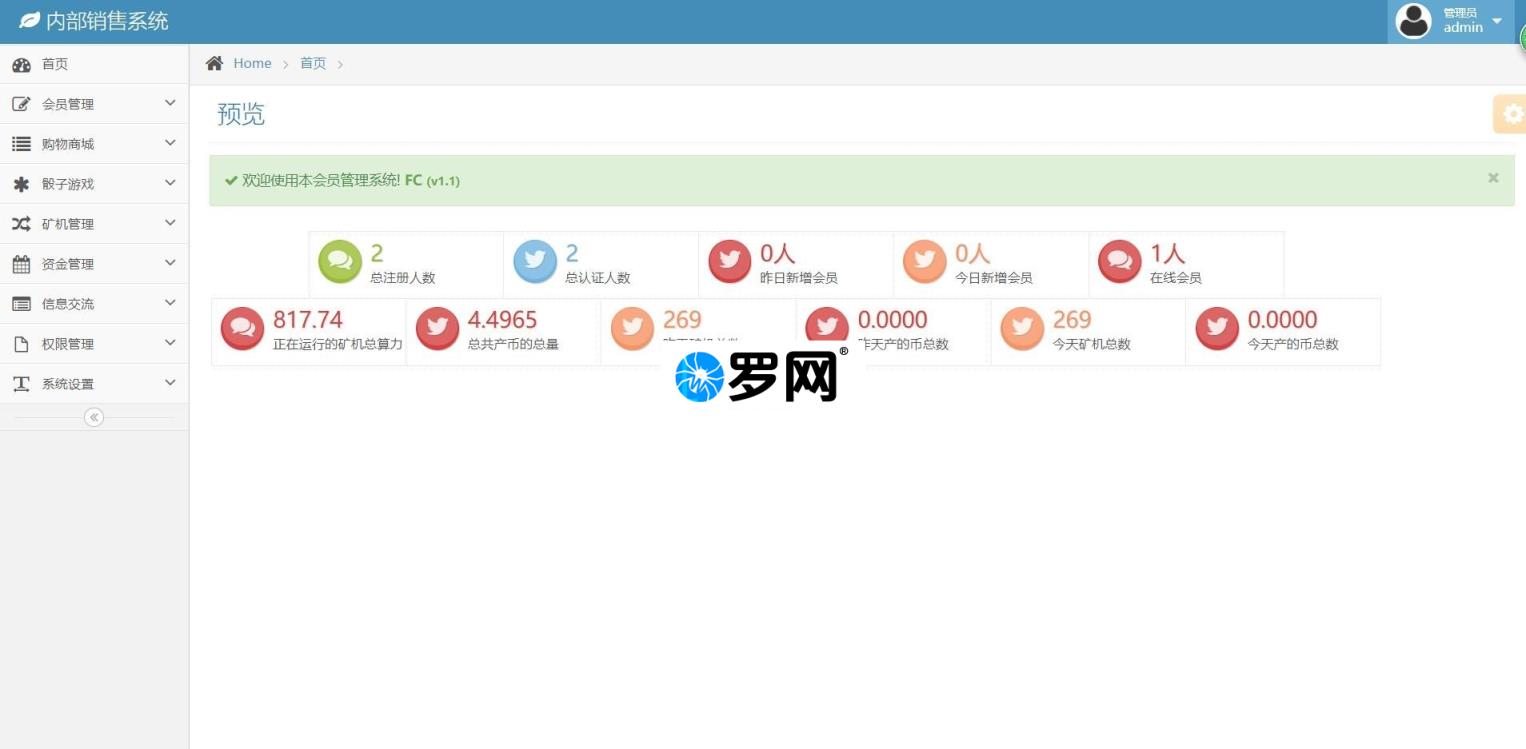 内部销售系统
管理员
admin
首页
会员管理
购物商城
骰子游戏
矿机管理
资金管理
信息交流
权限管理
系统设置
Home
首页
预览
欢迎使用本会员管理系统! FC (v1.1)
2
总注册人数
2
总认证人数
0人
昨日新增会员
0人
今日新增会员
1人
在线会员
817.74
正在运行的矿机总算力
4.4965
总共产币的总量
269
0.0000
昨天产的币总数
269
今天矿机总数
0.0000
今天产的币总数
罗网®